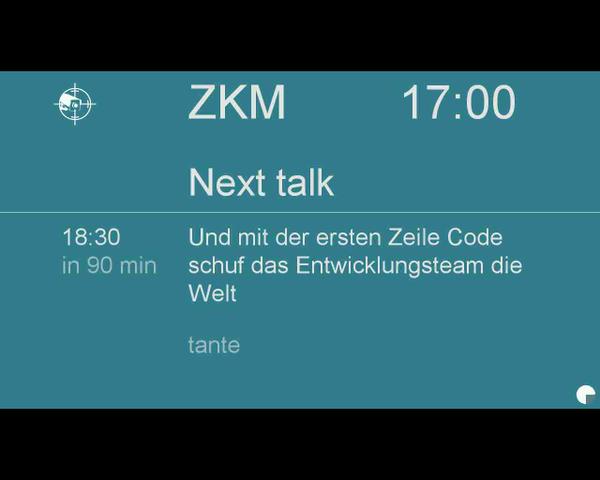 ZKM 17:00
Next talk
18:30 Und mit der ersten Zeile Code
in 90 min schuf das Entwicklungsteam die
Welt
tante